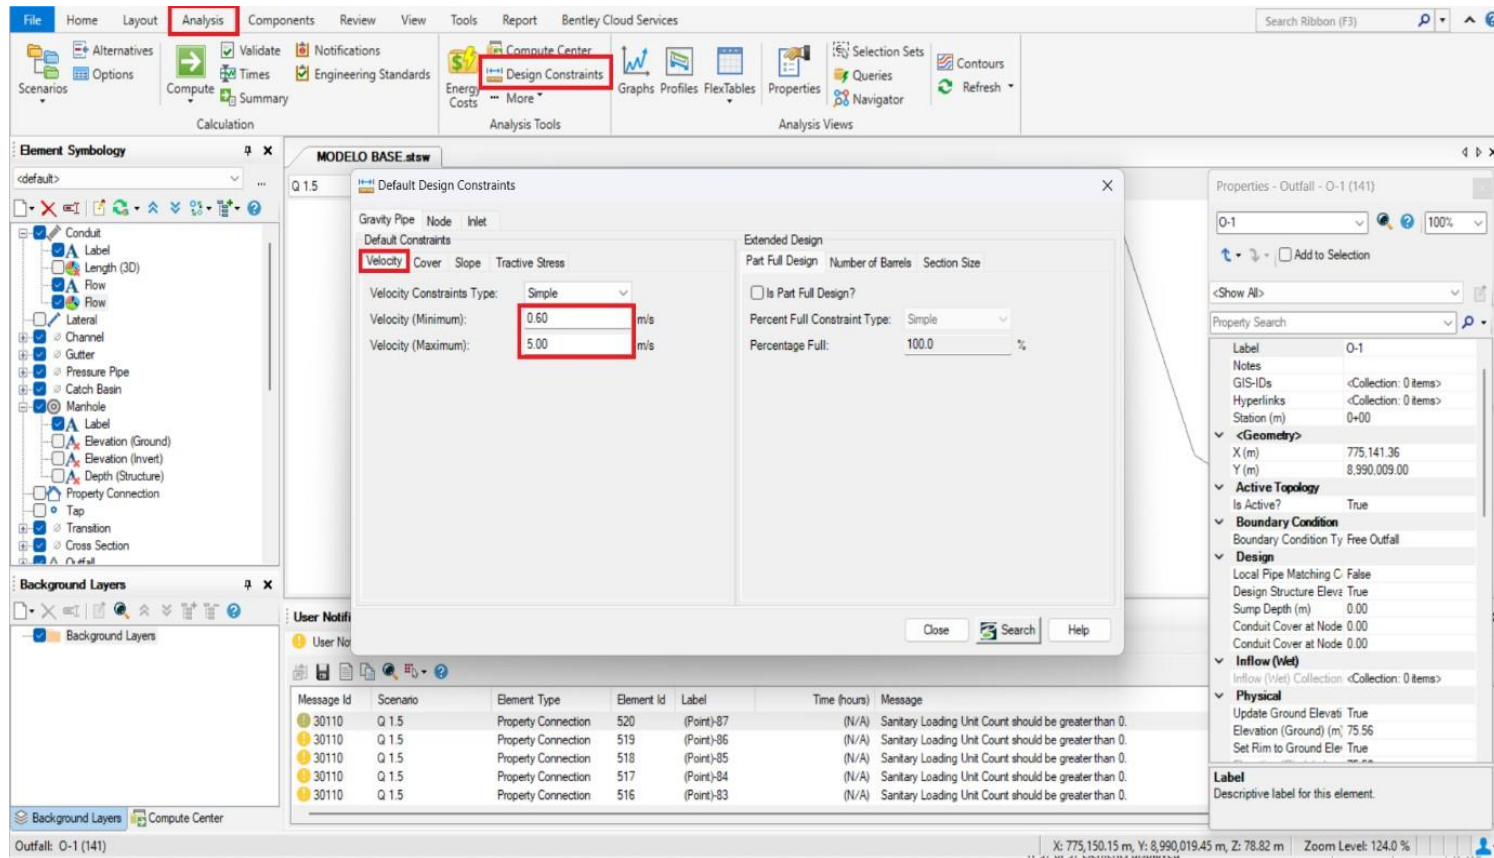 File Home Layout Analysis Components Review View Tools Report Bentley Cloud Services Search Ribbon (F3)
Scenarios
Alternatives
Options
Compute
Validate
Times
Summary
Notifications
Engineering Standards
Calculation
Energy Costs
Compute Center
Design Constraints
More
Analysis Tools
Graphs Profiles FlexTables Properties
Selection Sets
Queries
Navigator
Contours
Refresh
Analysis Views
Element Symbology
<default>
Conduit
Label
Length (3D)
Flow
Flow
Lateral
Channel
Gutter
Pressure Pipe
Catch Basin
Manhole
Label
Elevation (Ground)
Elevation (Invert)
Depth (Structure)
Property Connection
Tap
Transition
Cross Section
Outfall
Background Layers
Background Layers
Background Layers Compute Center
MODELO BASE.stsw
Q 1.5
Default Design Constraints
Gravity Pipe Node Inlet
Default Constraints
Velocity Cover Slope Tractive Stress
Velocity Constraints Type: Simple
Velocity (Minimum): 0.60 m/s
Velocity (Maximum): 5.00 m/s
Extended Design
Part Full Design Number of Barrels Section Size
Is Part Full Design?
Percent Full Constraint Type: Simple
Percentage Full: 100.0 %
Close Search Help
User Notifi
User No
Message Id Scenario Element Type Element Id Label Time (hours) Message
30110 Q 1.5 Property Connection 520 (Point)-87 (N/A) Sanitary Loading Unit Count should be greater than 0.
30110 Q 1.5 Property Connection 519 (Point)-86 (N/A) Sanitary Loading Unit Count should be greater than 0.
30110 Q 1.5 Property Connection 518 (Point)-85 (N/A) Sanitary Loading Unit Count should be greater than 0.
30110 Q 1.5 Property Connection 517 (Point)-84 (N/A) Sanitary Loading Unit Count should be greater than 0.
30110 Q 1.5 Property Connection 516 (Point)-83 (N/A) Sanitary Loading Unit Count should be greater than 0.
Properties - Outfall - O-1 (141)
O-1 100%
Add to Selection
<Show All>
Property Search
Label O-1
Notes
GIS-IDs <Collection: 0 items>
Hyperlinks <Collection: 0 items>
Station (m) 0+00
<Geometry>
X (m) 775,141.36
Y (m) 8,990,009.00
Active Topology
Is Active? True
Boundary Condition
Boundary Condition Ty Free Outfall
Design
Local Pipe Matching C False
Design Structure Eleva True
Sump Depth (m) 0.00
Conduit Cover at Node 0.00
Conduit Cover at Node 0.00
Inflow (Wet)
Inflow (Wet) Collection <Collection: 0 items>
Physical
Update Ground Elevati True
Elevation (Ground) (m) 75.56
Set Rim to Ground Ele True
Label
Descriptive label for this element.
Outfall: O-1 (141) X: 775,150.15 m, Y: 8,990,019.45 m, Z: 78.82 m Zoom Level: 124.0 %